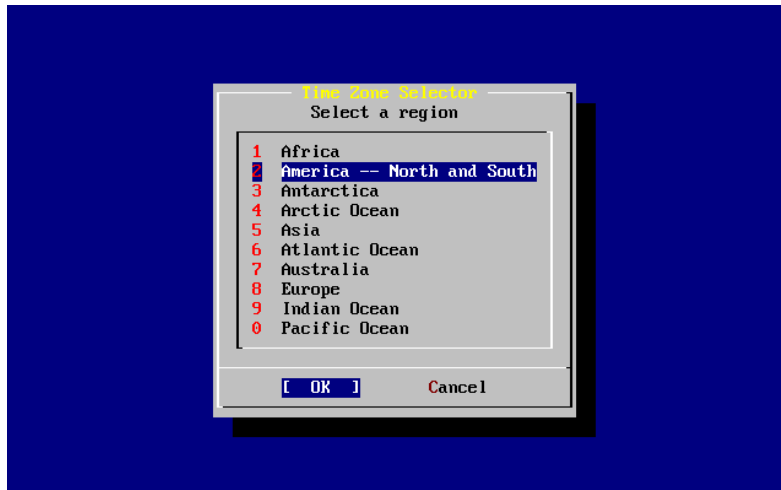 Time Zone Selector
Select a region
1 Africa
2 America -- North and South
3 Antarctica
4 Arctic Ocean
5 Asia
6 Atlantic Ocean
7 Australia
8 Europe
9 Indian Ocean
0 Pacific Ocean
[ OK ] Cancel